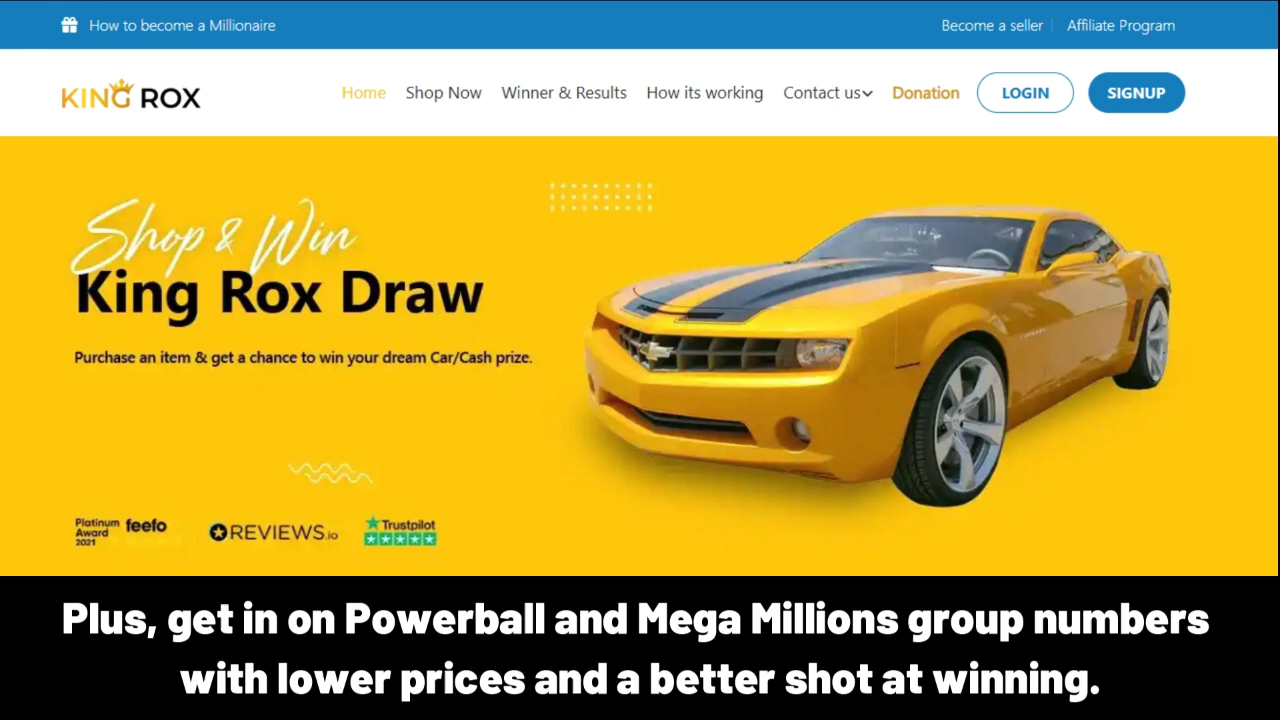 How to become a Millionaire
Become a seller
Affiliate Program
KING ROX
Home
Shop Now
Winner & Results
How its working
Contact us
Donation
LOGIN
SIGNUP
Shop & Win
King Rox Draw
Purchase an item & get a chance to win your dream Car/Cash prize.
Platinum
Award
2021
feefo
REVIEWS.io
Trustpilot
Plus, get in on Powerball and Mega Millions group numbers
with lower prices and a better shot at winning.